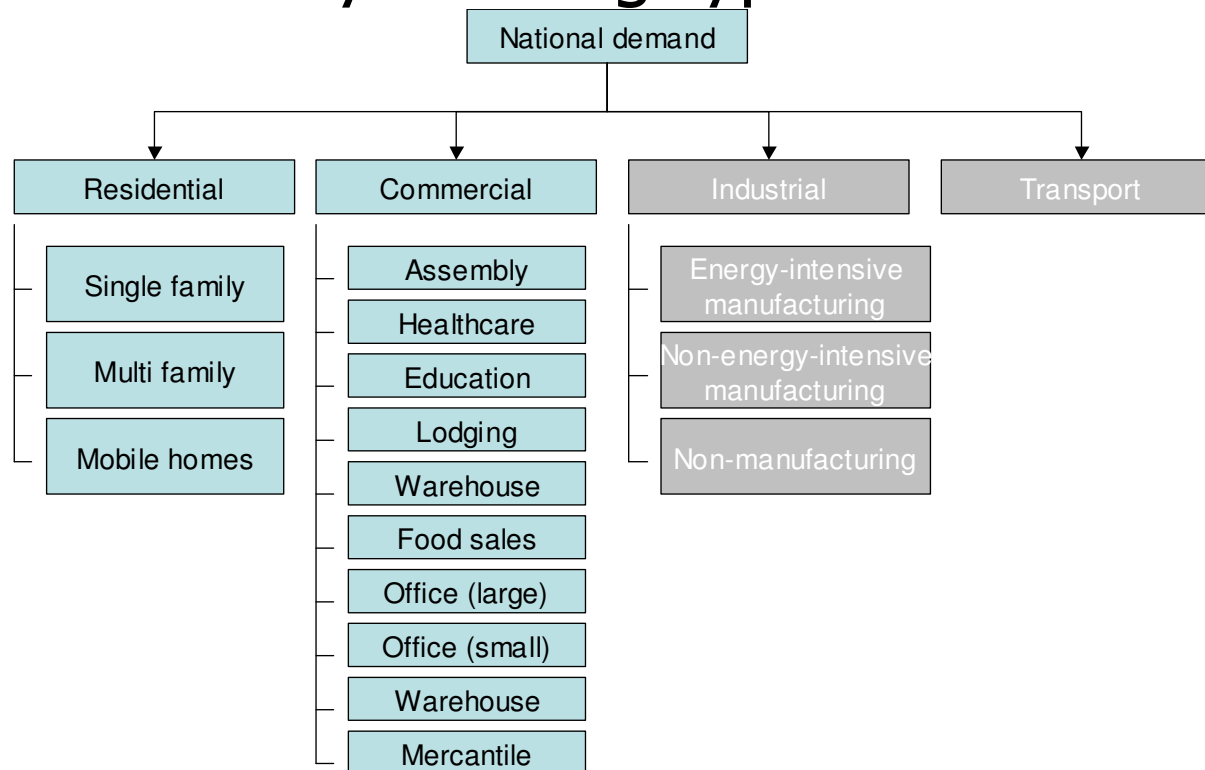 National demand
Residential
Commercial
Industrial
Transport
Single family
Multi family
Mobile homes
Assembly
Healthcare
Education
Lodging
Warehouse
Food sales
Office (large)
Office (small)
Warehouse
Mercantile
Energy-intensive
manufacturing
Non-energy-intensive
manufacturing
Non-manufacturing